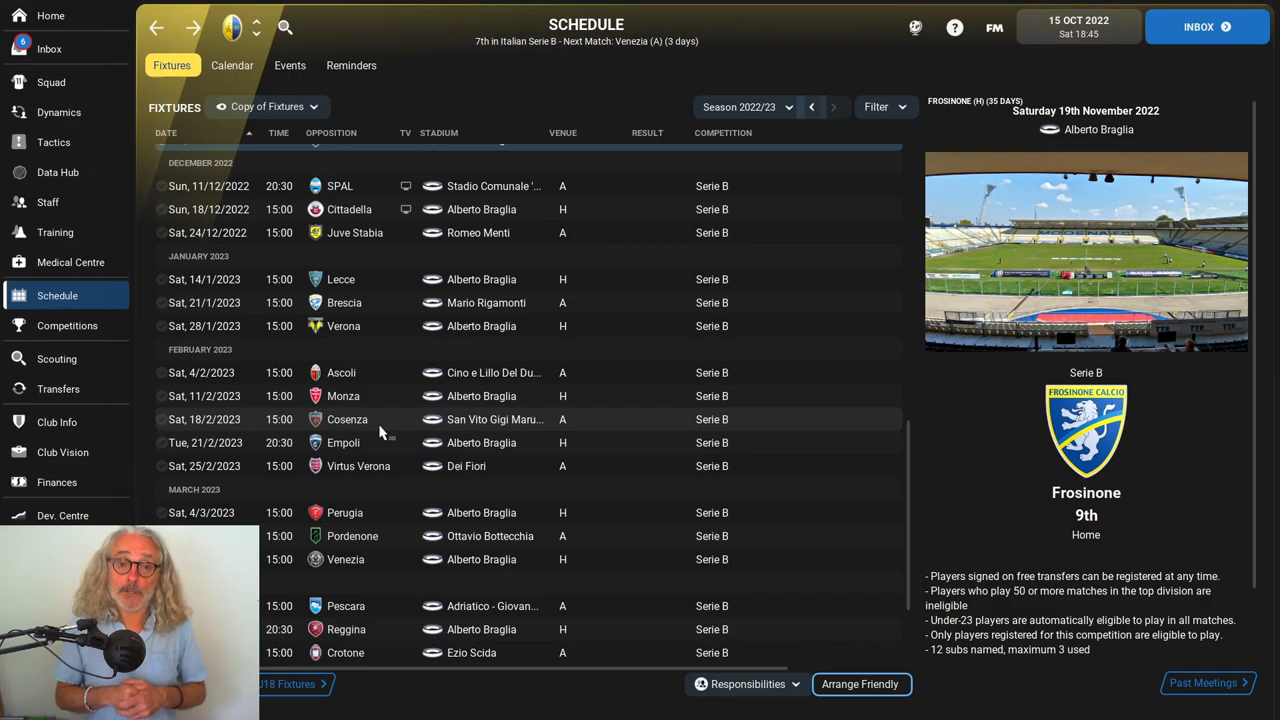 Home
6
Inbox
Squad
Dynamics
Tactics
Data Hub
Staff
Training
Medical Centre
Schedule
Competitions
Scouting
Transfers
Club Info
Club Vision
Finances
Dev. Centre
SCHEDULE
7th in Italian Serie B - Next Match: Venezia (A) (3 days)
FM
15 OCT 2022
Sat 18:45
INBOX
Fixtures Calendar Events Reminders
FIXTURES Copy of Fixtures Season 2022/23 Filter
DATE TIME OPPOSITION TV STADIUM VENUE RESULT COMPETITION
DECEMBER 2022
Sun, 11/12/2022 20:30 SPAL Stadio Comunale '... A Serie B
Sun, 18/12/2022 15:00 Cittadella Alberto Braglia H Serie B
Sat, 24/12/2022 15:00 Juve Stabia Romeo Menti A Serie B
JANUARY 2023
Sat, 14/1/2023 15:00 Lecce Alberto Braglia H Serie B
Sat, 21/1/2023 15:00 Brescia Mario Rigamonti A Serie B
Sat, 28/1/2023 15:00 Verona Alberto Braglia H Serie B
FEBRUARY 2023
Sat, 4/2/2023 15:00 Ascoli Cino e Lillo Del Du... A Serie B
Sat, 11/2/2023 15:00 Monza Alberto Braglia H Serie B
Sat, 18/2/2023 15:00 Cosenza San Vito Gigi Maru... A Serie B
Tue, 21/2/2023 20:30 Empoli Alberto Braglia H Serie B
Sat, 25/2/2023 15:00 Virtus Verona Dei Fiori A Serie B
MARCH 2023
Sat, 4/3/2023 15:00 Perugia Alberto Braglia H Serie B
15:00 Pordenone Ottavio Bottecchia A Serie B
15:00 Venezia Alberto Braglia H Serie B
15:00 Pescara Adriatico - Giovan... A Serie B
20:30 Reggina Alberto Braglia H Serie B
15:00 Crotone Ezio Scida A Serie B
U18 Fixtures Responsibilities Arrange Friendly
FROSINONE (H) (35 DAYS)
Saturday 19th November 2022
Alberto Braglia
MODENA
Serie B
FROSINONE CALCIO
Frosinone
9th
Home
- Players signed on free transfers can be registered at any time.
- Players who play 50 or more matches in the top division are
ineligible
- Under-23 players are automatically eligible to play in all matches.
- Only players registered for this competition are eligible to play.
- 12 subs named, maximum 3 used
Past Meetings